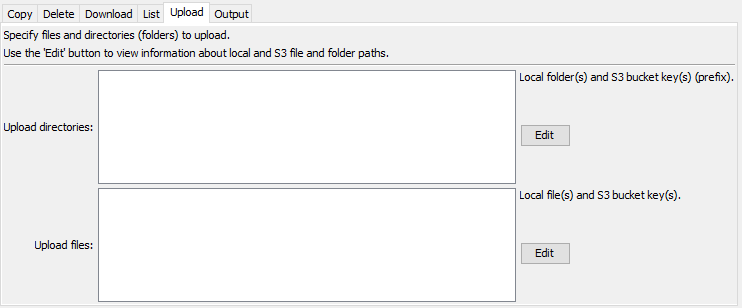 Copy Delete Download List Upload Output
Specify files and directories (folders) to upload.
Use the 'Edit' button to view information about local and S3 file and folder paths.
Local folder(s) and S3 bucket key(s) (prefix).
Upload directories:
Edit
Local file(s) and S3 bucket key(s).
Upload files:
Edit